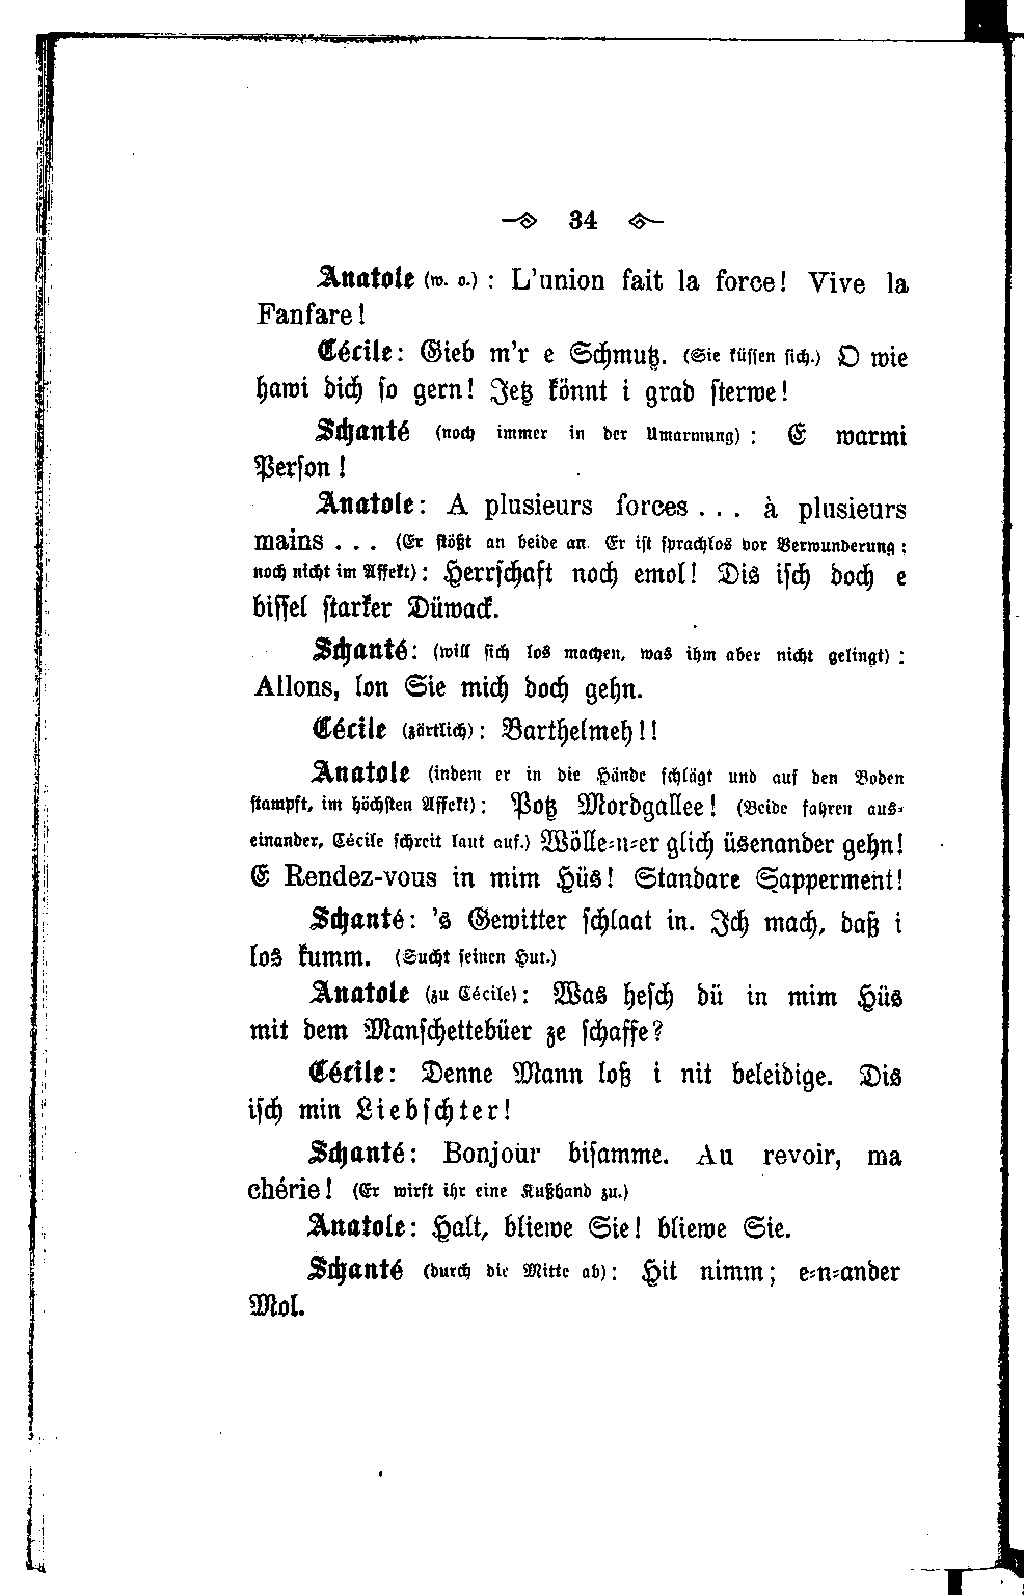 34
Anatole (w. o.): L'union fait la force! Vive la
Fanfare!
Cécile: Gieb m'r e Schmutz. (Sie küssen sich.) O wie
hawi dich so gern! Jetz könnt i grad sterwe!
Schanté (noch immer in der Umarmung): E warmi
Person!
Anatole: A plusieurs forces . . . à plusieurs
mains . . . (Er stößt an beide an. Er ist sprachlos vor Verwunderung;
noch nicht im Affekt): Herrschaft noch emol! Dis isch doch e
bissel starker Düwack.
Schanté: (will sich los machen, was ihm aber nicht gelingt):
Allons, lon Sie mich doch gehn.
Cécile (zärtlich): Barthelmeh!!
Anatole (indem er in die Hände schlägt und auf den Boden
stampft, im höchsten Affekt): Potz Mordgallee! (Beide fahren aus-
einander, Cécile schreit laut auf.) Wölle-n-er glich üsenander gehn!
E Rendez-vous in mim Hüs! Standare Sapperment!
Schanté: 's Gewitter schlaat in. Ich mach, daß i
los kumm. (Sucht seinen Hut.)
Anatole (zu Cécile): Was hesch dü in mim Hüs
mit dem Manschettebüer ze schaffe?
Cécile: Denne Mann loß i nit beleidige. Dis
isch min Liebschter!
Schanté: Bonjour bisamme. Au revoir, ma
chérie! (Er wirft ihr eine Kußhand zu.)
Anatole: Halt, bliewe Sie! bliewe Sie.
Schanté (durch die Mitte ab): Hit nimm; e-n-ander
Mol.